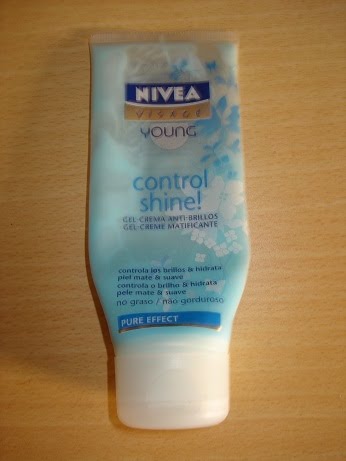 NIVEA
VISAGE
YOUNG
control
shine!
GEL-CREMA ANTI-BRILLOS
GEL-CREME MATIFICANTE
controla los brillos & hidrata
piel mate & suave
controla o brilho & hidrata
pele mate & suave
no graso / não gorduroso
PURE EFFECT